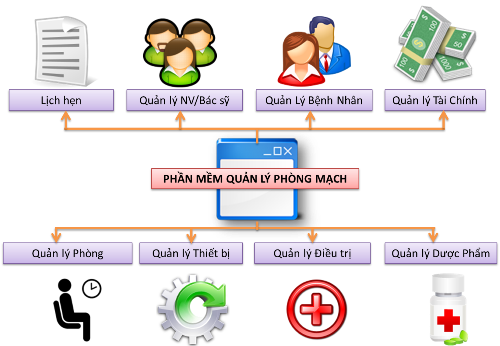 Lịch hẹn
Quản lý NV/Bác sỹ
Quản Lý Bệnh Nhân
Quản lý Tài Chính
PHẦN MỀM QUẢN LÝ PHÒNG MẠCH
Quản lý Phòng
Quản lý Thiết bị
Quản lý Điều trị
Quản lý Dược Phẩm